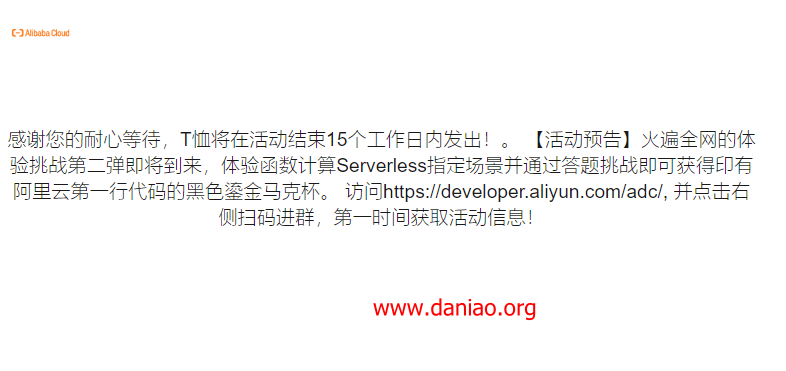 Alibaba Cloud
感谢您的耐心等待，T恤将在活动结束15个工作日内发出！。 【活动预告】火遍全网的体
验挑战第二弹即将到来，体验函数计算Serverless指定场景并通过答题挑战即可获得印有
阿里云第一行代码的黑色鎏金马克杯。 访问https://developer.aliyun.com/adc/, 并点击右
侧扫码进群，第一时间获取活动信息！
www.daniao.org